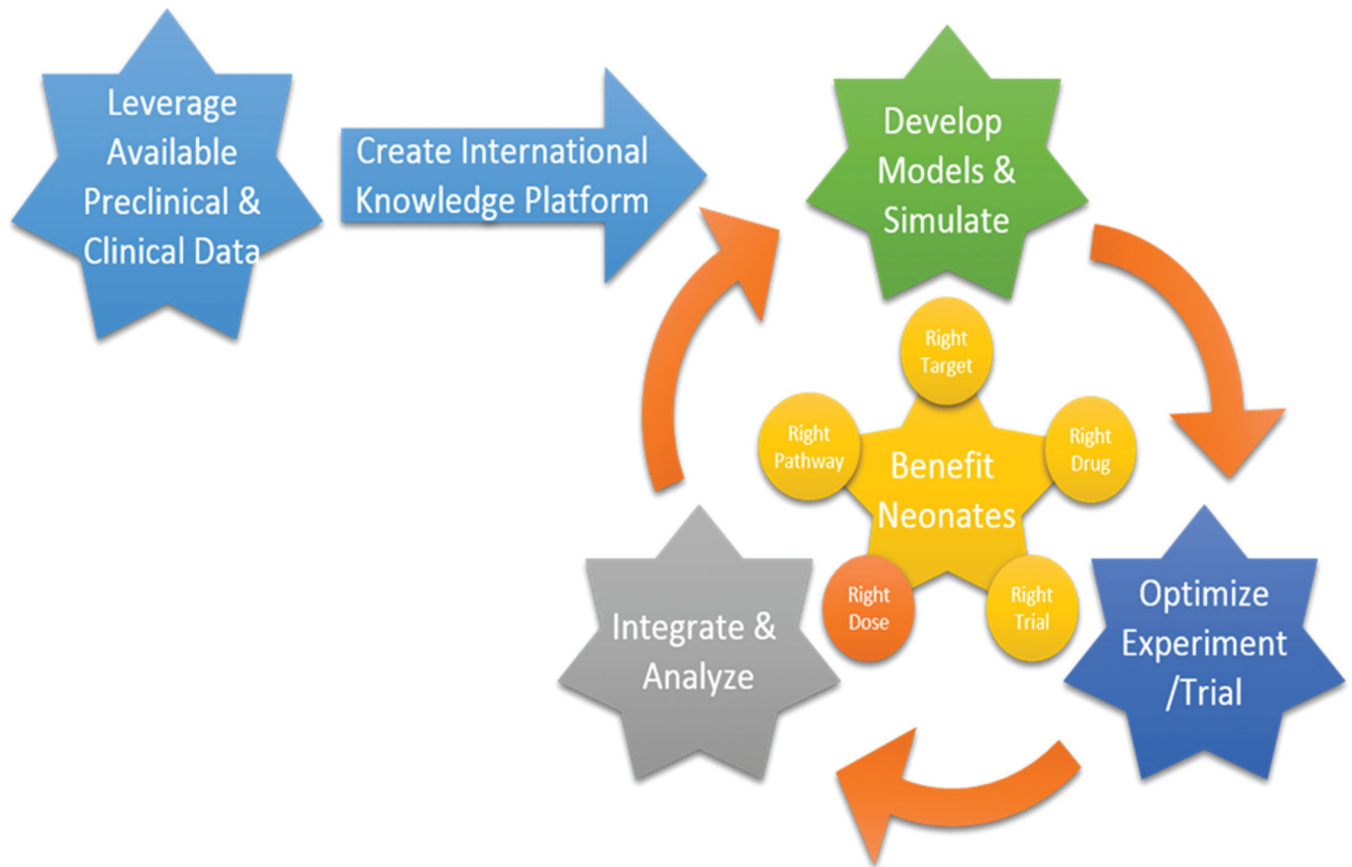 Leverage
Available
Preclinical &
Clinical Data
Create International
Knowledge Platform
Develop
Models &
Simulate
Right
Target
Right
Pathway
Right
Drug
Benefit
Neonates
Right
Dose
Right
Trial
Integrate &
Analyze
Optimize
Experiment
/Trial